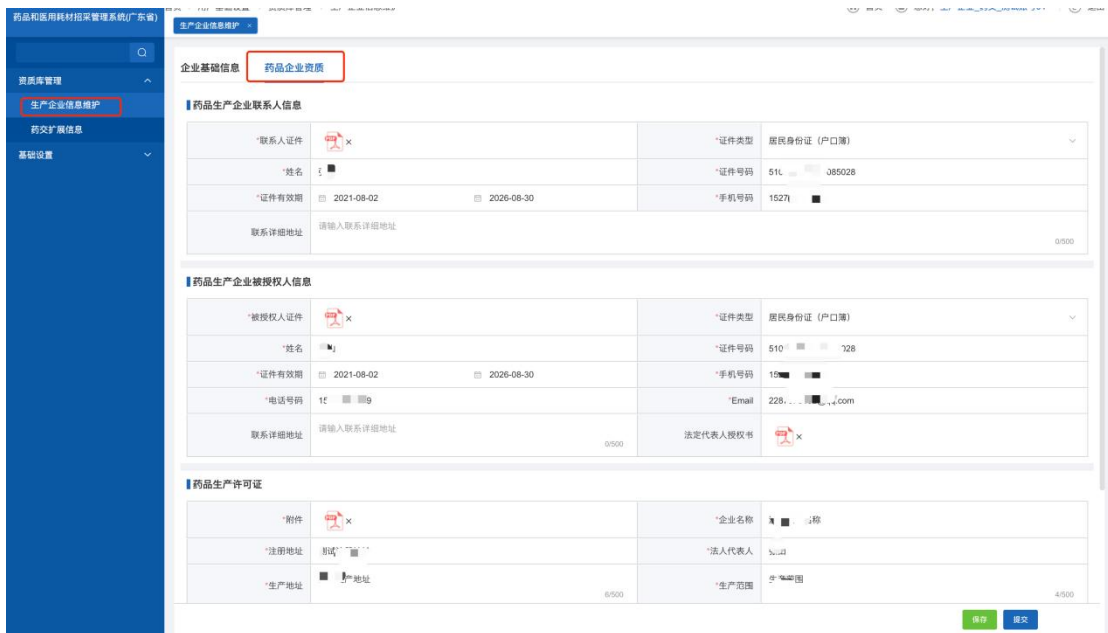 药品和医用耗材招采管理系统(广东省)
生产企业信息维护 ×
资质库管理
生产企业信息维护
药交扩展信息
基础设置
企业基础信息 药品企业资质
药品生产企业联系人信息
*联系人证件 *证件类型 居民身份证（户口簿）
*姓名 *证件号码 085028
*证件有效期 2021-08-02 2026-08-30 *手机号码
联系详细地址 请输入联系详细地址
0/500
药品生产企业被授权人信息
*被授权人证件 *证件类型 居民身份证（户口簿）
*姓名 *证件号码 510 028
*证件有效期 2021-08-02 2026-08-30 *手机号码
*电话号码 *Email
联系详细地址 请输入联系详细地址 法定代表人授权书
0/500
药品生产许可证
*附件 *企业名称
*注册地址 *法人代表人
*生产地址 *生产范围
6/500 4/500
保存 提交